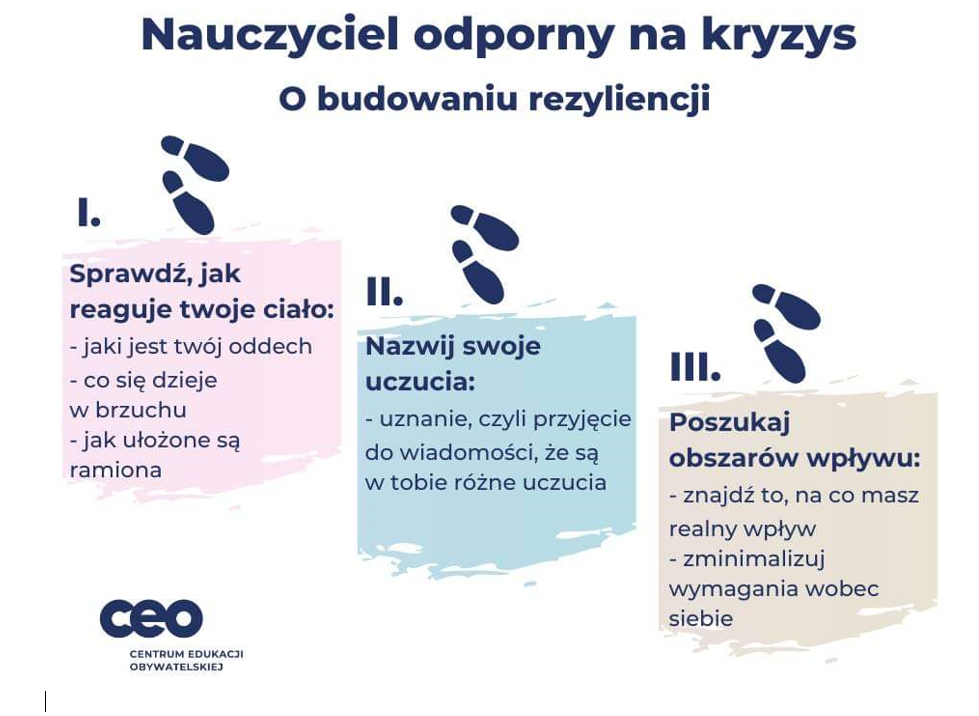 Nauczyciel odporny na kryzys
O budowaniu rezyliencji
I.
Sprawdź, jak
reaguje twoje ciało:
- jaki jest twój oddech
- co się dzieje
w brzuchu
- jak ułożone są
ramiona
II.
Nazwij swoje
uczucia:
- uznanie, czyli przyjęcie
do wiadomości, że są
w tobie różne uczucia
III.
Poszukaj
obszarów wpływu:
- znajdź to, na co masz
realny wpływ
- zminimalizuj
wymagania wobec
siebie
ceo
CENTRUM EDUKACJI
OBYWATELSKIEJ